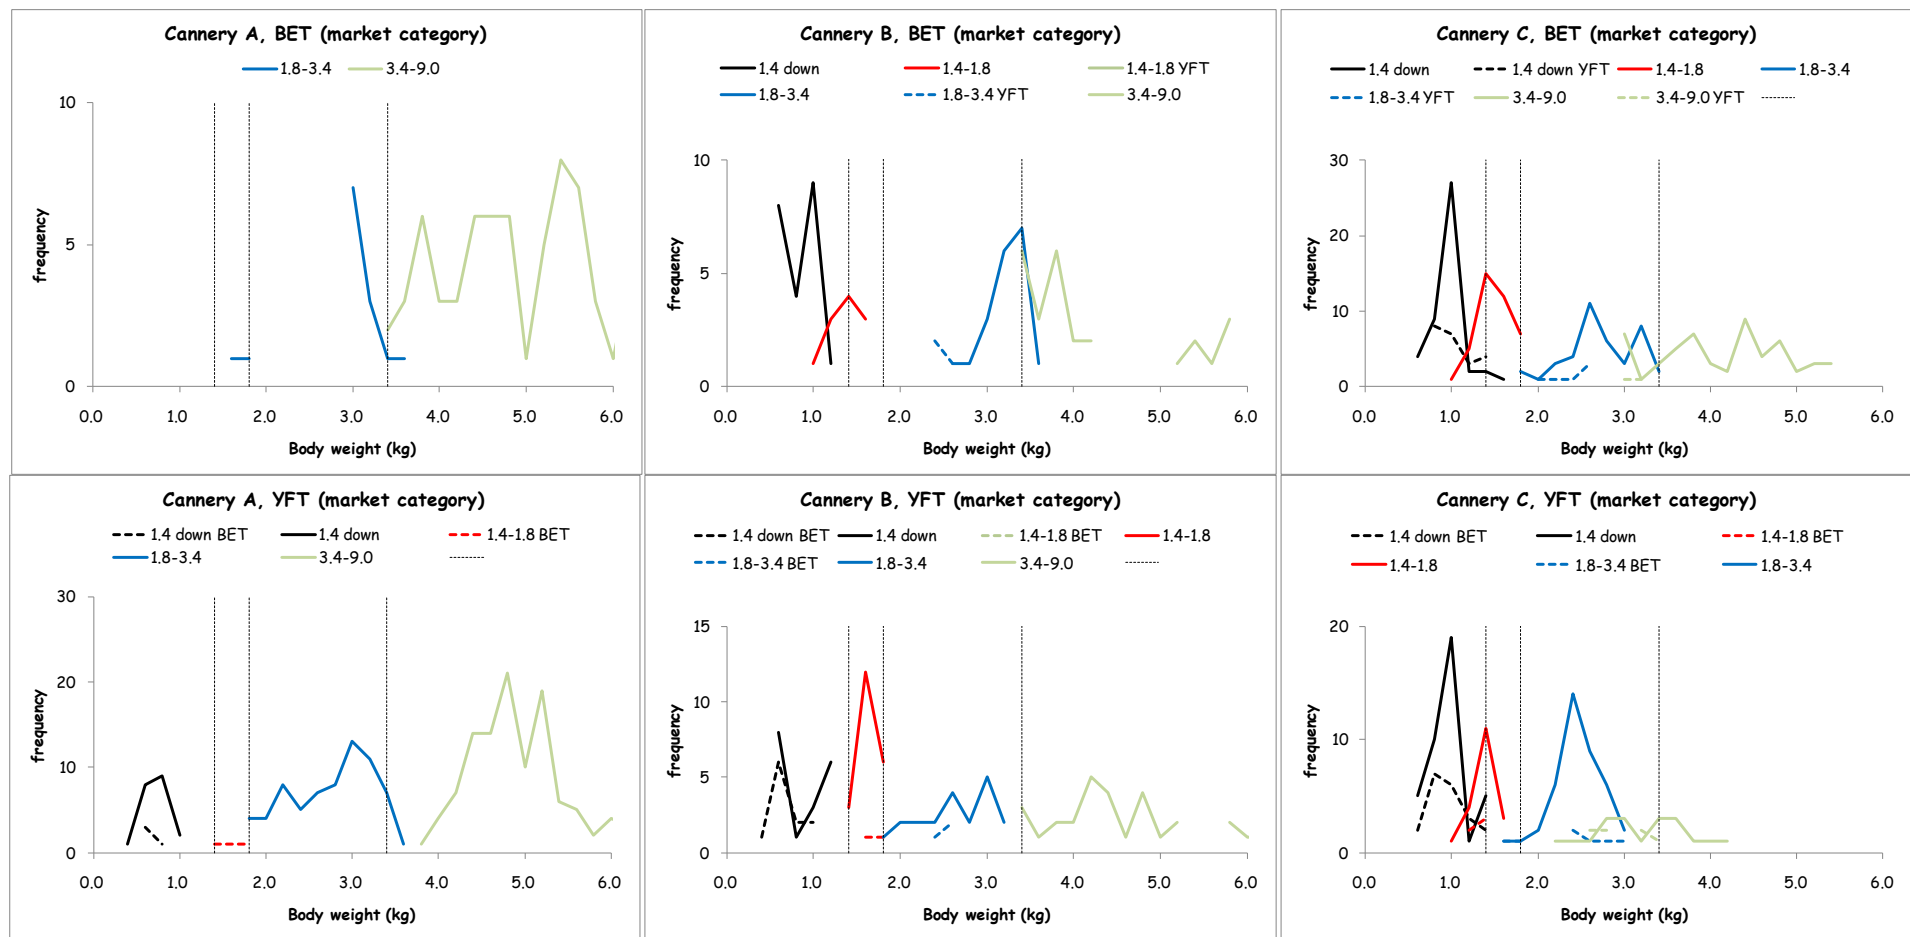 Cannery A, BET (market category)
1.8-3.4 3.4-9.0
10
5
0
frequency
0.0 1.0 2.0 3.0 4.0 5.0 6.0
Body weight (kg)
Cannery B, BET (market category)
1.4 down 1.4-1.8 1.4-1.8 YFT
1.8-3.4 1.8-3.4 YFT 3.4-9.0
10
5
0
frequency
0.0 1.0 2.0 3.0 4.0 5.0 6.0
Body weight (kg)
Cannery C, BET (market category)
1.4 down 1.4 down YFT 1.4-1.8 1.8-3.4
1.8-3.4 YFT 3.4-9.0 3.4-9.0 YFT
30
20
10
0
frequency
0.0 1.0 2.0 3.0 4.0 5.0 6.0
Body weight (kg)
Cannery A, YFT (market category)
1.4 down BET 1.4 down 1.4-1.8 BET
1.8-3.4 3.4-9.0
30
20
10
0
frequency
0.0 1.0 2.0 3.0 4.0 5.0 6.0
Body weight (kg)
Cannery B, YFT (market category)
1.4 down BET 1.4 down 1.4-1.8 BET 1.4-1.8
1.8-3.4 BET 1.8-3.4 3.4-9.0
15
10
5
0
frequency
0.0 1.0 2.0 3.0 4.0 5.0 6.0
Body weight (kg)
Cannery C, YFT (market category)
1.4 down BET 1.4 down 1.4-1.8 BET
1.4-1.8 1.8-3.4 BET 1.8-3.4
20
10
0
frequency
0.0 1.0 2.0 3.0 4.0 5.0 6.0
Body weight (kg)